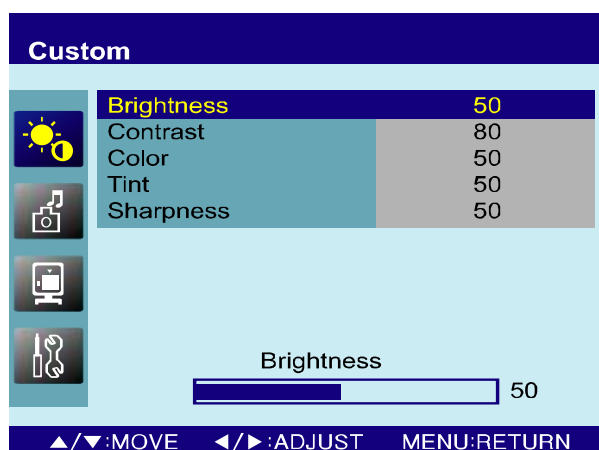 Custom
Brightness 50
Contrast 80
Color 50
Tint 50
Sharpness 50
Brightness
50
▲/▼:MOVE ◄/►:ADJUST MENU:RETURN